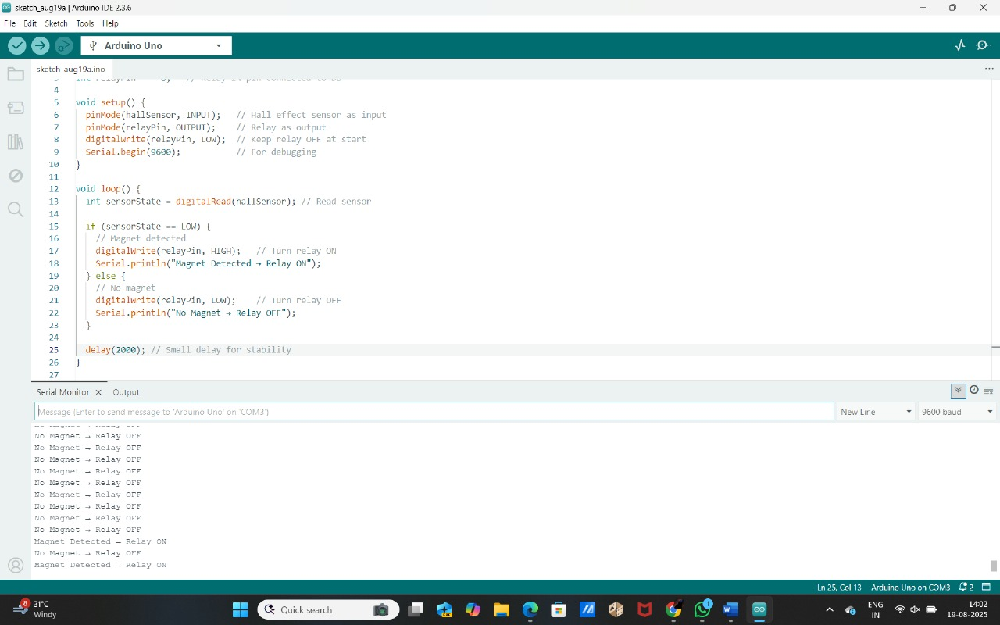 sketch_aug19a | Arduino IDE 2.3.6
File Edit Sketch Tools Help
Arduino Uno
sketch_aug19a.ino
4
5 void setup() {
6 pinMode(hallSensor, INPUT); // Hall effect sensor as input
7 pinMode(relayPin, OUTPUT); // Relay as output
8 digitalWrite(relayPin, LOW); // Keep relay OFF at start
9 Serial.begin(9600); // For debugging
10 }
11
12 void loop() {
13 int sensorState = digitalRead(hallSensor); // Read sensor
14
15 if (sensorState == LOW) {
16 // Magnet detected
17 digitalWrite(relayPin, HIGH); // Turn relay ON
18 Serial.println("Magnet Detected → Relay ON");
19 } else {
20 // No magnet
21 digitalWrite(relayPin, LOW); // Turn relay OFF
22 Serial.println("No Magnet → Relay OFF");
23 }
24
25 delay(2000); // Small delay for stability
26 }
27
Serial Monitor Output
Message (Enter to send message to 'Arduino Uno' on 'COM3') New Line 9600 baud
No Magnet → Relay OFF
No Magnet → Relay OFF
No Magnet → Relay OFF
No Magnet → Relay OFF
No Magnet → Relay OFF
No Magnet → Relay OFF
No Magnet → Relay OFF
No Magnet → Relay OFF
No Magnet → Relay OFF
Magnet Detected → Relay ON
No Magnet → Relay OFF
Magnet Detected → Relay ON
Ln 25, Col 13 Arduino Uno on COM3 2
8 31°C
Windy
Quick search
PRE
1
ENG
IN
14:02
19-08-2025